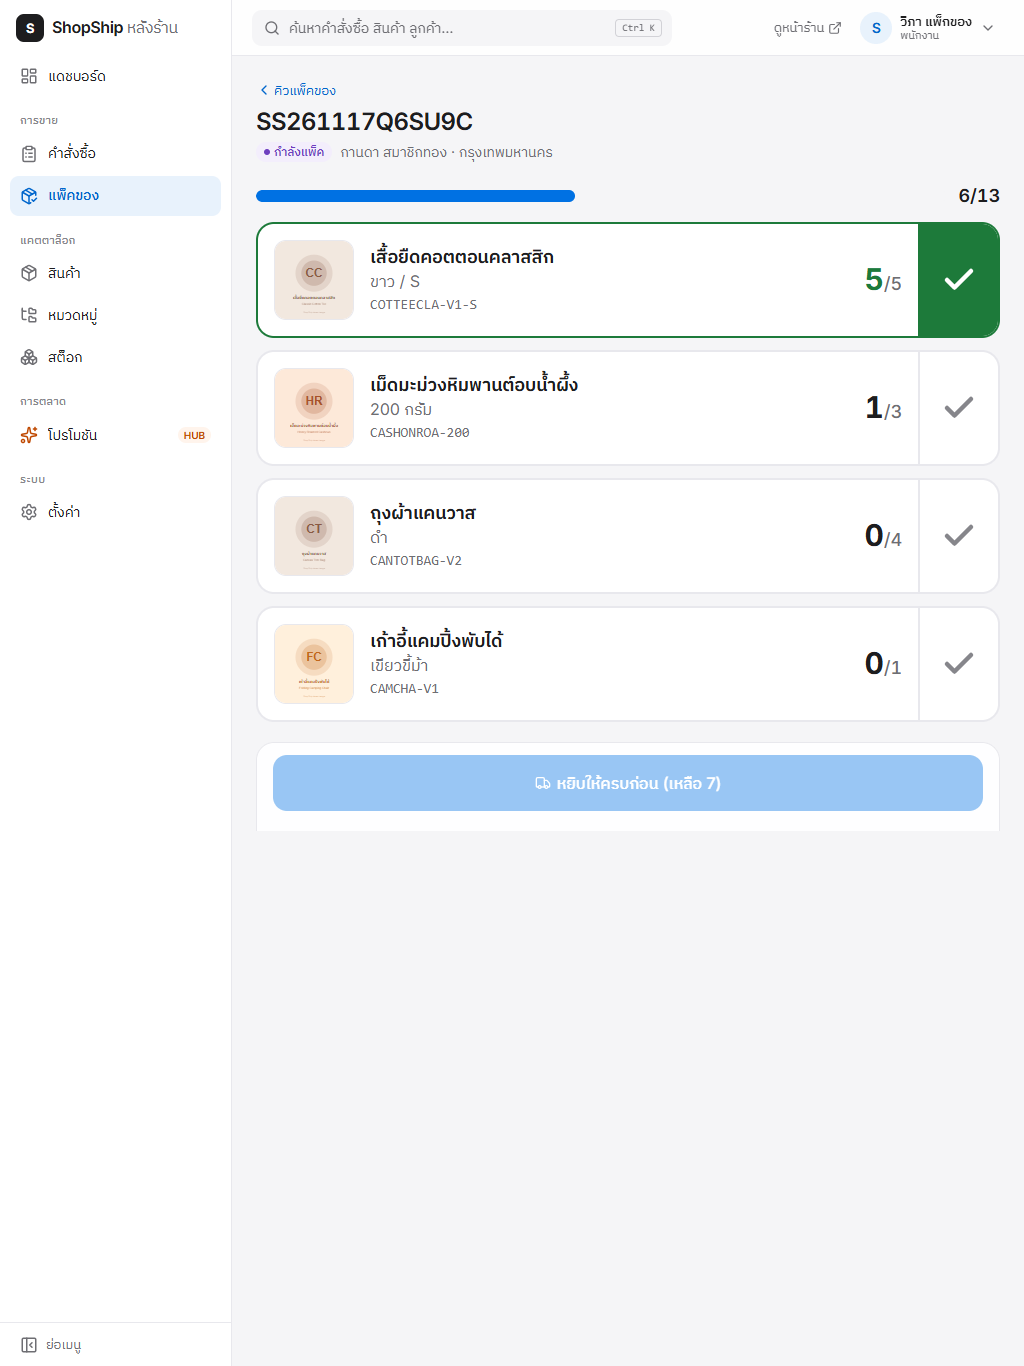 S ShopShip หลังร้าน
ค้นหาคำสั่งซื้อ สินค้า ลูกค้า... Ctrl K
ดูหน้าร้าน
S วิภา แพ็กของ
พนักงาน
แดชบอร์ด
การขาย
คำสั่งซื้อ
แพ็คของ
แคตตาล็อก
สินค้า
หมวดหมู่
สต็อก
การตลาด
โปรโมชัน HUB
ระบบ
ตั้งค่า
ย่อเมนู
คิวแพ็คของ
SS261117Q6SU9C
กำลังแพ็ค กานดา สมาชิกทอง · กรุงเทพมหานคร
6/13
CC
เสื้อยืดคอตตอนคลาสสิก
ขาว / S
COTTEECLA-V1-S
5/5
HR
เม็ดมะม่วงหิมพานต์อบน้ำผึ้ง
200 กรัม
CASHONROA-200
1/3
CT
ถุงผ้าแคนวาส
ดำ
CANTOTBAG-V2
0/4
FC
เก้าอี้แคมปิ้งพับได้
เขียวขี้ม้า
CAMCHA-V1
0/1
หยิบให้ครบก่อน (เหลือ 7)